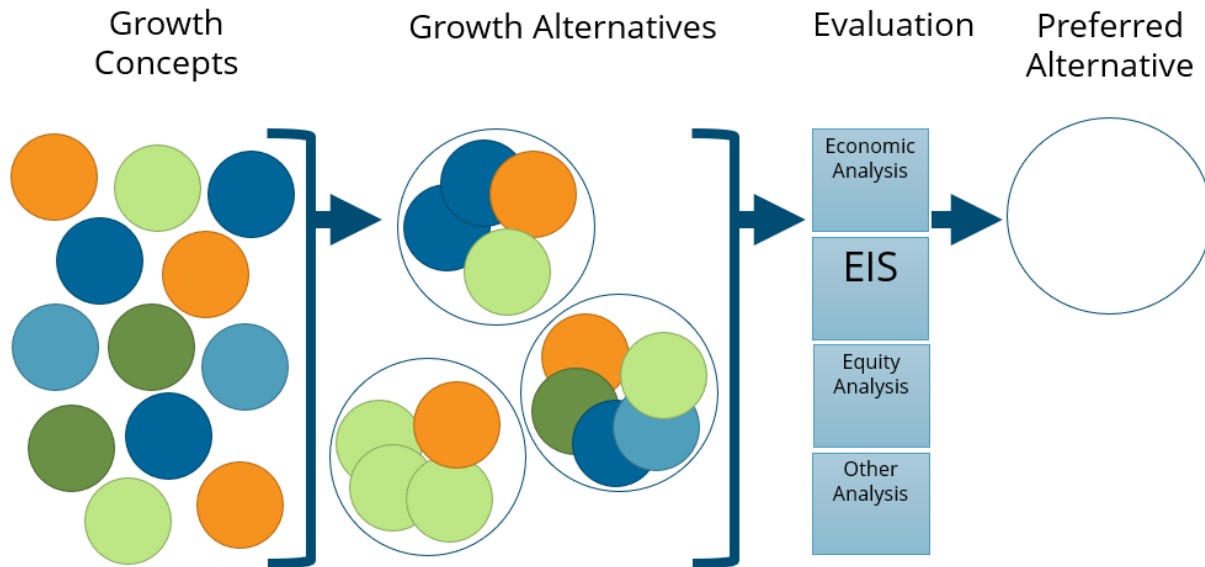 Growth
Concepts
Growth Alternatives
Evaluation
Preferred
Alternative
Economic
Analysis
EIS
Equity
Analysis
Other
Analysis